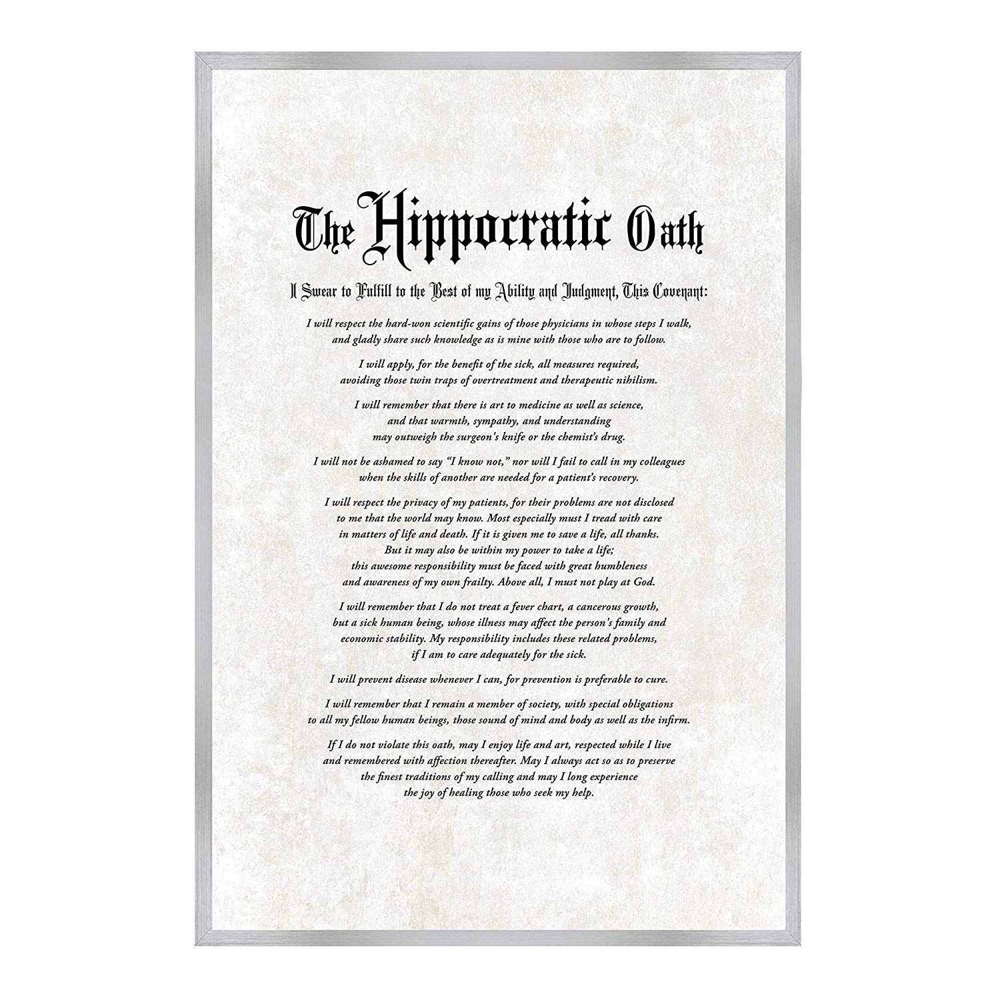 The Hippocratic Oath
I Swear to Fulfill to the Best of my Ability and Judgment, This Covenant:
I will respect the hard-won scientific gains of those physicians in whose steps I walk,
and gladly share such knowledge as is mine with those who are to follow.
I will apply, for the benefit of the sick, all measures required,
avoiding those twin traps of overtreatment and therapeutic nihilism.
I will remember that there is art to medicine as well as science,
and that warmth, sympathy, and understanding
may outweigh the surgeon's knife or the chemist’s drug.
I will not be ashamed to say “I know not,” nor will I fail to call in my colleagues
when the skills of another are needed for a patient’s recovery.
I will respect the privacy of my patients, for their problems are not disclosed
to me that the world may know. Most especially must I tread with care
in matters of life and death. If it is given me to save a life, all thanks.
But it may also be within my power to take a life;
this awesome responsibility must be faced with great humbleness
and awareness of my own frailty. Above all, I must not play at God.
I will remember that I do not treat a fever chart, a cancerous growth,
but a sick human being, whose illness may affect the person's family and
economic stability. My responsibility includes these related problems,
if I am to care adequately for the sick.
I will prevent disease whenever I can, for prevention is preferable to cure.
I will remember that I remain a member of society, with special obligations
to all my fellow human beings, those sound of mind and body as well as the infirm.
If I do not violate this oath, may I enjoy life and art, respected while I live
and remembered with affection thereafter. May I always act so as to preserve
the finest traditions of my calling and may I long experience
the joy of healing those who seek my help.